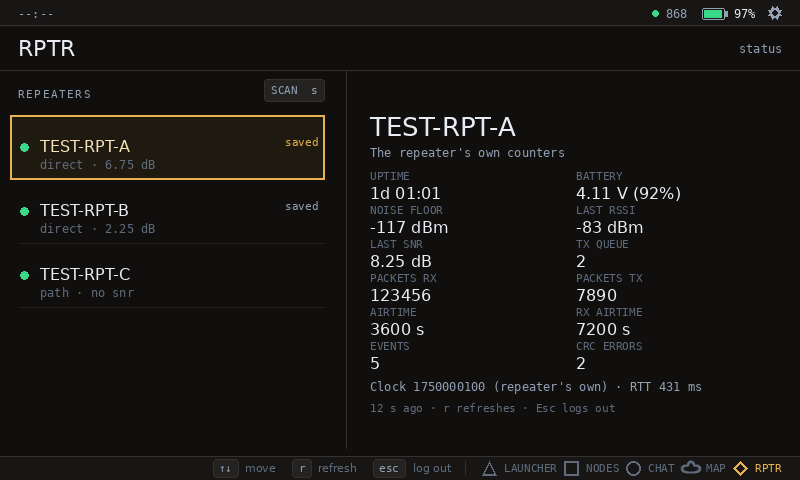 --:-- 868 97%
RPTR status
REPEATERS SCAN s
TEST-RPT-A saved
direct · 6.75 dB
TEST-RPT-B saved
direct · 2.25 dB
TEST-RPT-C
path · no snr
TEST-RPT-A
The repeater's own counters
UPTIME BATTERY
1d 01:01 4.11 V (92%)
NOISE FLOOR LAST RSSI
-117 dBm -83 dBm
LAST SNR TX QUEUE
8.25 dB 2
PACKETS RX PACKETS TX
123456 7890
AIRTIME RX AIRTIME
3600 s 7200 s
EVENTS CRC ERRORS
5 2
Clock 1750000100 (repeater's own) · RTT 431 ms
12 s ago · r refreshes · Esc logs out
↑↓ move r refresh esc log out LAUNCHER NODES CHAT MAP RPTR